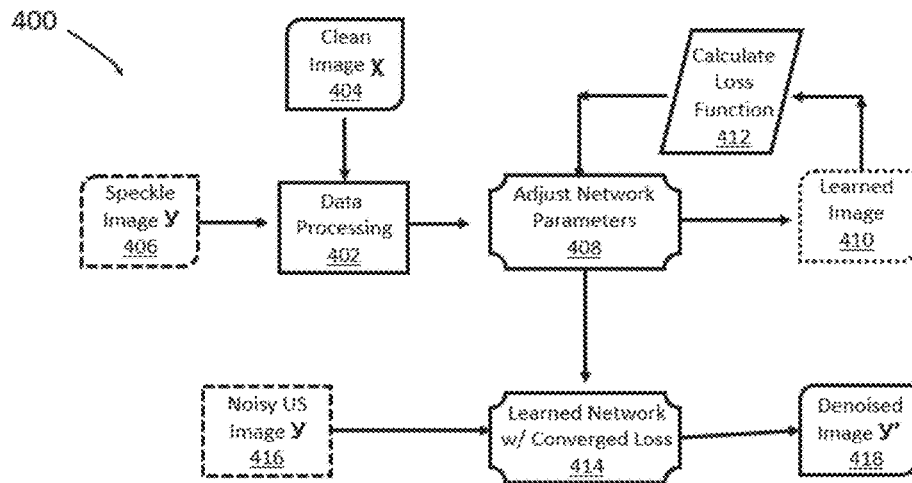 400
Clean
Image X
404
Calculate
Loss
Function
412
Speckle
Image y
406
Data
Processing
402
Adjust Network
Parameters
408
Learned
Image
410
Noisy US
Image y
416
Learned Network
w/ Converged Loss
414
Denoised
Image y'
418